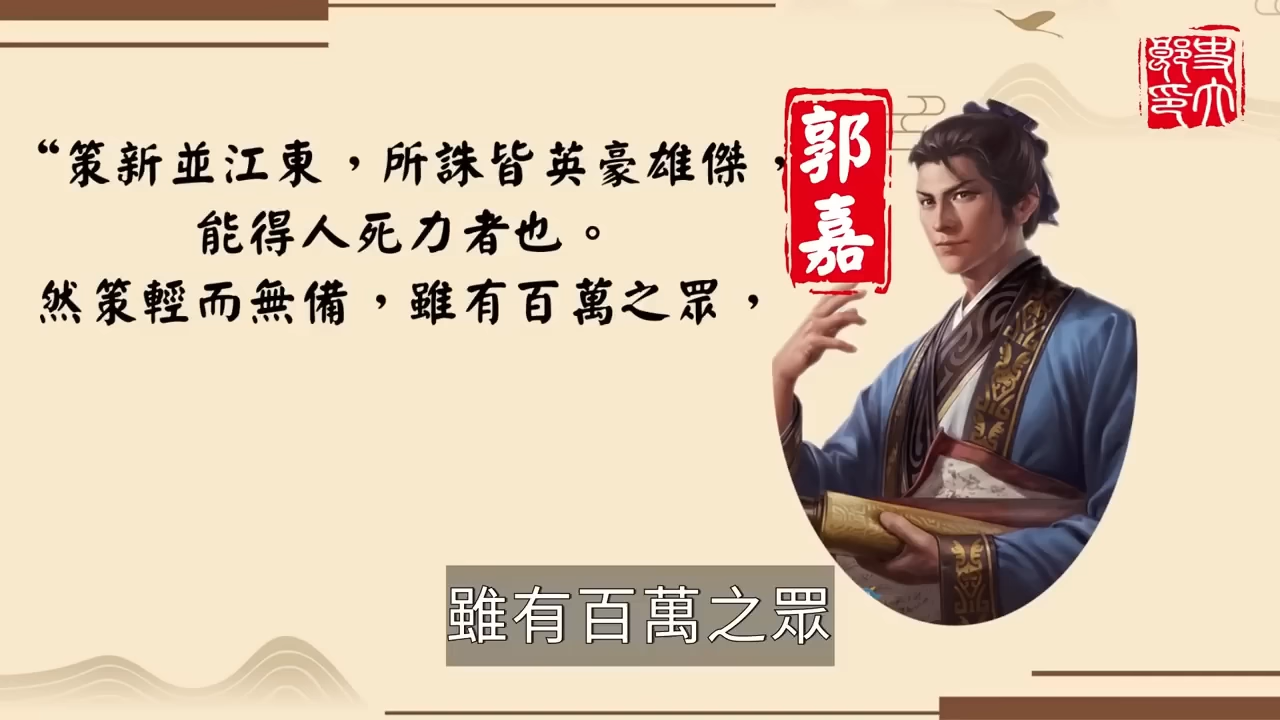 “策新並江東，所誅皆英豪雄傑，
能得人死力者也。
然策輕而無備，雖有百萬之眾，
郭嘉
雖有百萬之眾